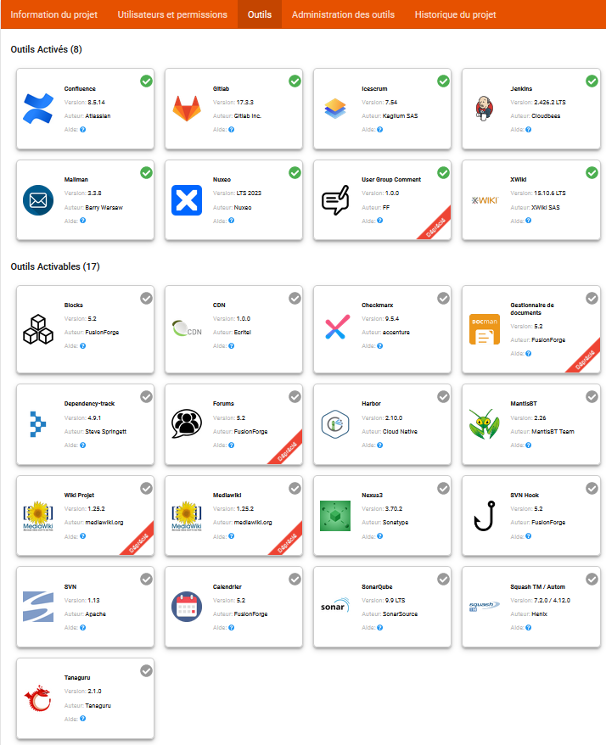 Information du projet
Utilisateurs et permissions
Outils
Administration des outils
Historique du projet
Outils Activés (8)
Confluence
Version: 8.5.14
Auteur: Atlassian
Aide: ?
Gitlab
Version: 17.3.3
Auteur: Gitlab Inc.
Aide: ?
Icescrum
Version: 7.54
Auteur: Kagilum SAS
Aide: ?
Jenkins
Version: 2.426.2 LTS
Auteur: Cloudbees
Aide: ?
Mailman
Version: 3.3.8
Auteur: Barry Warsaw
Aide: ?
Nuxeo
Version: LTS 2023
Auteur: Nuxeo
Aide: ?
User Group Comment
Version: 1.0.0
Auteur: FF
Aide: ?
Déprécié
XWIKI
XWiki
Version: 15.10.6 LTS
Auteur: XWiki SAS
Aide: ?
Outils Activables (17)
Blocks
Version: 5.2
Auteur: FusionForge
Aide: ?
CDN
CDN
Version: 1.0.0
Auteur: Eoritel
Aide: ?
Checkmarx
Version: 9.5.4
Auteur: accenture
Aide: ?
DOCman
Gestionnaire de
documents
Version: 5.2
Auteur: FusionForge
Aide: ?
Déprécié
Dependency-track
Version: 4.9.1
Auteur: Steve Springett
Aide: ?
Forums
Version: 5.2
Auteur: FusionForge
Aide: ?
Déprécié
Harbor
Version: 2.10.0
Auteur: Cloud Native
Aide: ?
MantisBT
Version: 2.26
Auteur: MantisBT Team
Aide: ?
MediaWiki
Wiki Projet
Version: 1.25.2
Auteur: mediawiki.org
Aide: ?
Déprécié
MediaWiki
Mediawiki
Version: 1.25.2
Auteur: mediawiki.org
Aide: ?
Déprécié
Nexus3
Version: 3.70.2
Auteur: Sonatype
Aide: ?
SVN Hook
Version: 5.2
Auteur: FusionForge
Aide: ?
SVN
Version: 1.13
Auteur: Apache
Aide: ?
Calendrier
Version: 5.2
Auteur: FusionForge
Aide: ?
sonar
SonarQube
Version: 9.9 LTS
Auteur: SonarSource
Aide: ?
squash
Squash TM / Autom
Version: 7.2.0 / 4.12.0
Auteur: Henix
Aide: ?
Tanaguru
Version: 2.1.0
Auteur: Tanaguru
Aide: ?